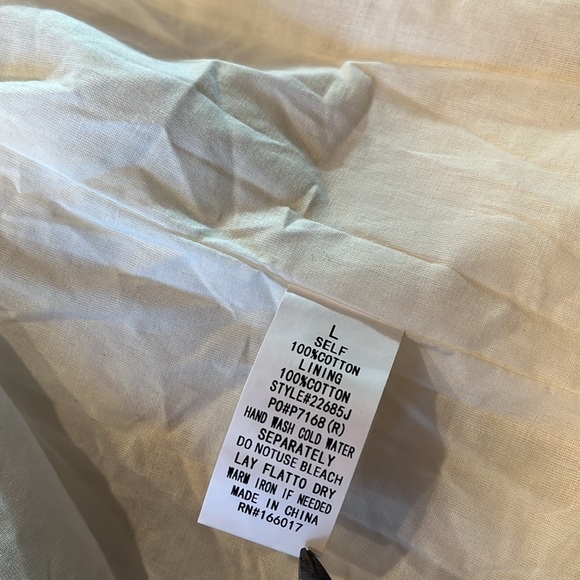 L
SELF
100%COTTON
LINING
100%COTTON
STYLE#22685J
PO#P7168(R)
HAND WASH COLD WATER
SEPARATELY
DO NOTUSE BLEACH
LAY FLATTO DRY
WARM IRON IF NEEDED
MADE IN CHINA
RN#166017